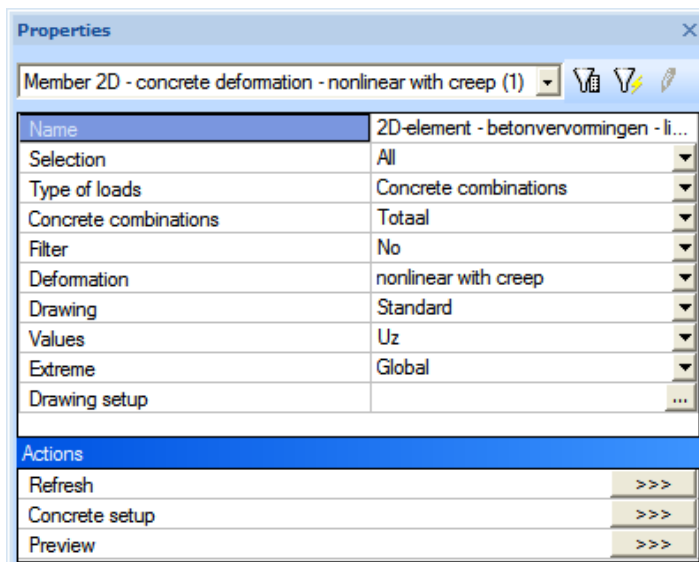 Properties
Member 2D - concrete deformation - nonlinear with creep (1)
Name 2D-element - betonvervormingen - li...
Selection All
Type of loads Concrete combinations
Concrete combinations Totaal
Filter No
Deformation nonlinear with creep
Drawing Standard
Values Uz
Extreme Global
Drawing setup ...
Actions
Refresh >>>
Concrete setup >>>
Preview >>>